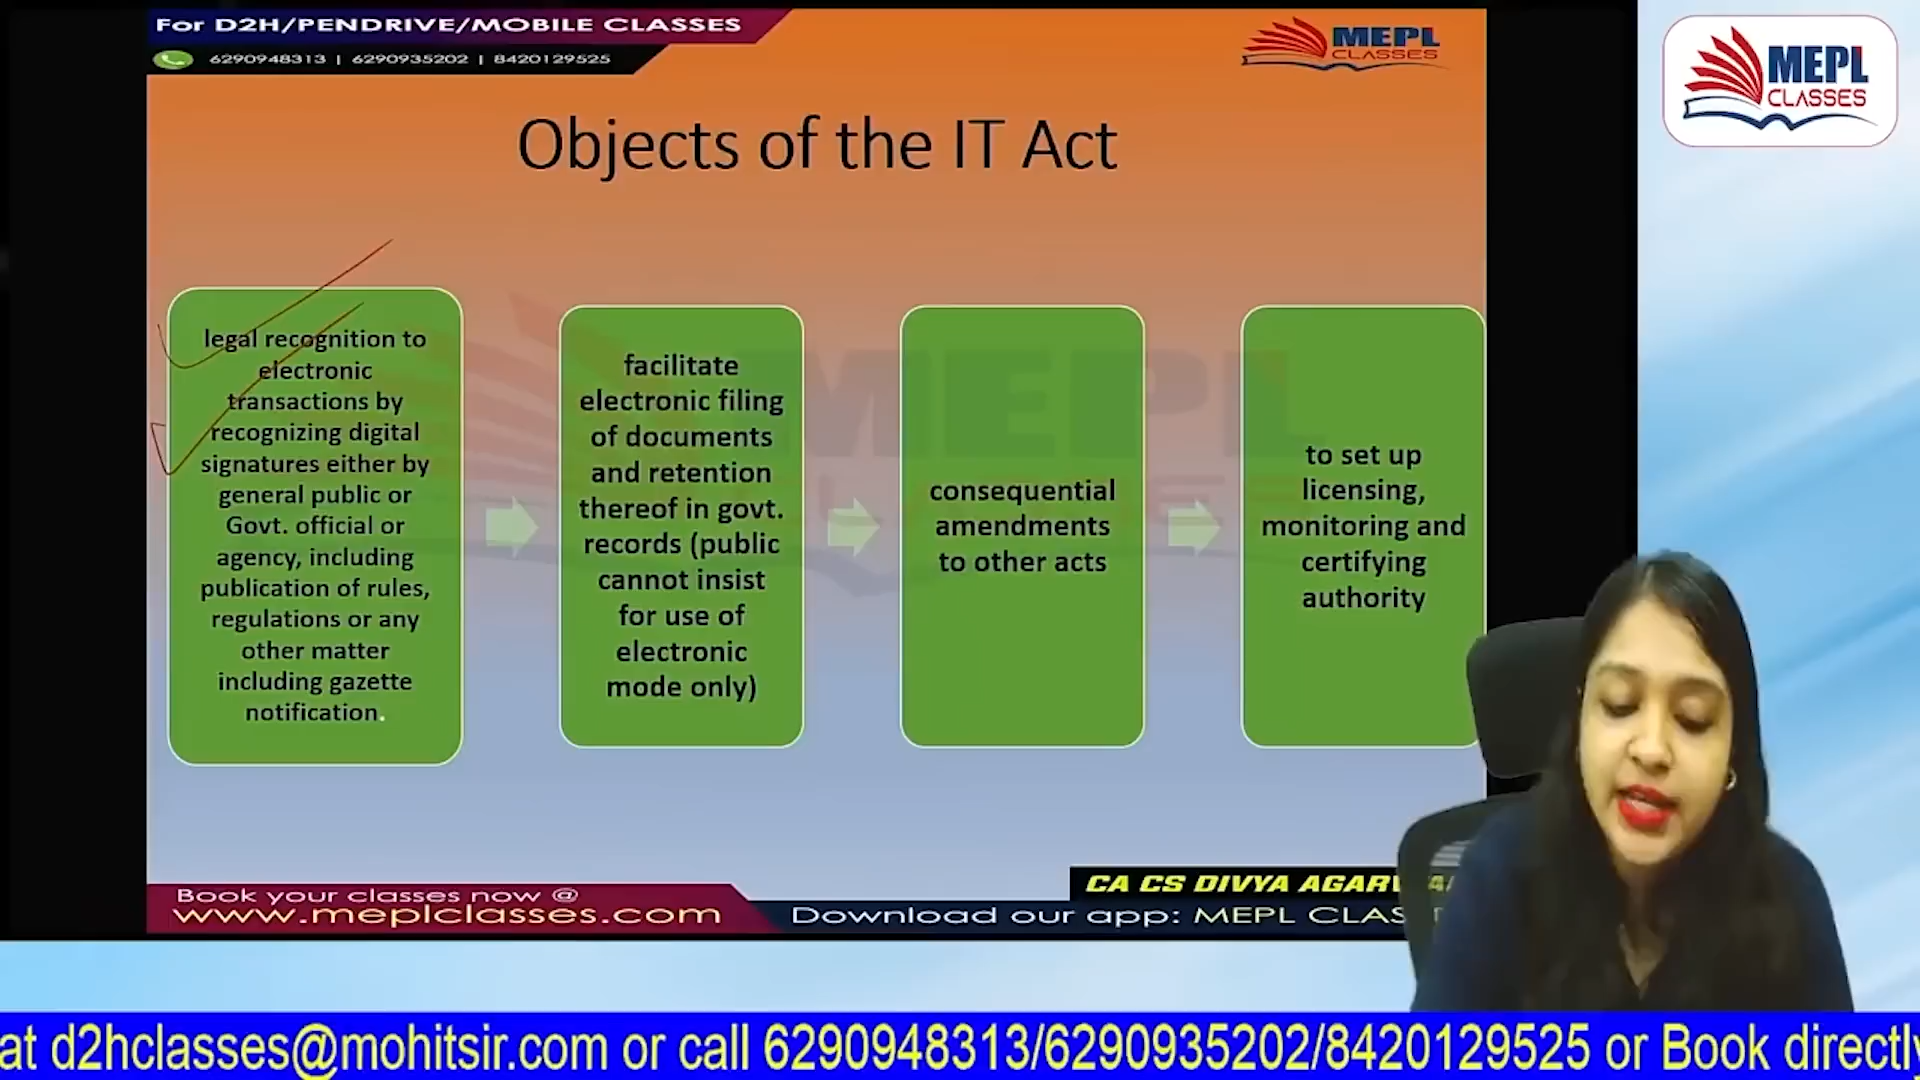 For D2H/PENDRIVE/MOBILE CLASSES
6290948313 | 6290935202 | 8420129525
MEPL
CLASSES
MEPL
CLASSES
Objects of the IT Act
legal recognition to
electronic
transactions by
recognizing digital
signatures either by
general public or
Govt. official or
agency, including
publication of rules,
regulations or any
other matter
including gazette
notification.
facilitate
electronic filing
of documents
and retention
thereof in govt.
records (public
cannot insist
for use of
electronic
mode only)
consequential
amendments
to other acts
to set up
licensing,
monitoring and
certifying
authority
MEPL
CLASSES
CA CS DIVYA
Book your classes now @
www.meplclasses.com
Download our app: MEPL
at d2hclasses@mohitsir.com or call 6290948313/6290935202/8420129525 or Book directly